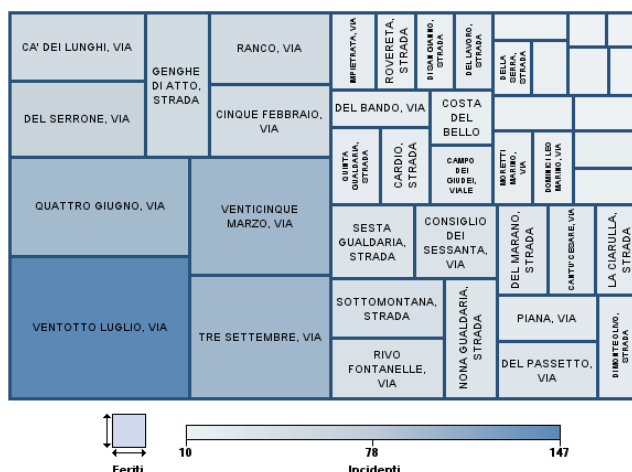 CA' DEI LUNGHI, VIA
GENGHE
DI ATTO,
STRADA
RANCO, VIA
DEL SERRONE, VIA
CINQUE FEBBRAIO,
VIA
QUATTRO GIUGNO, VIA
VENTICINQUE
MARZO, VIA
VENTOTTO LUGLIO, VIA
TRE SETTEMBRE, VIA
IMPIETRATA, VIA
ROVERETA,
STRADA
DI SAN GIANNO,
STRADA
DEL LAVORO,
STRADA
DELLA
SERRA,
STRADA
DEL BANDO, VIA
COSTA
DEL
BELLO
QUINTA
GUALDARIA,
STRADA
CARDIO,
STRADA
CAMPO
DEI
GIUDEI,
VIALE
MORETTI
MARINO,
VIA
DOMINICI LEO
MARINO, VIA
SESTA
GUALDARIA,
STRADA
CONSIGLIO
DEI
SESSANTA,
VIA
DEL MARANO,
STRADA
CANTU' CESARE, VIA
LA CIARULLA,
STRADA
SOTTOMONTANA,
STRADA
NONA GUALDARIA,
STRADA
PIANA, VIA
DI MONTE OLIVO,
STRADA
RIVO
FONTANELLE,
VIA
DEL PASSETTO,
VIA
Feriti
10 78 147
Incidenti